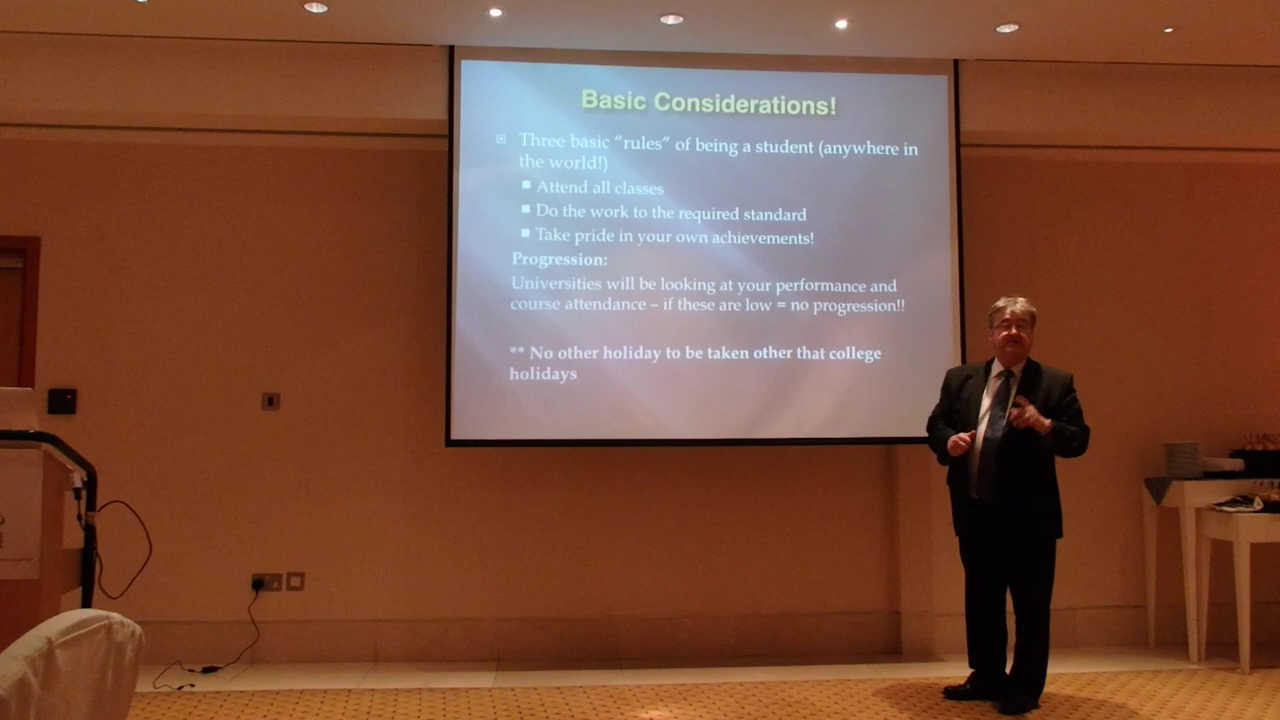 Basic Considerations!
Three basic “rules” of being a student (anywhere in
the world!)
Attend all classes
Do the work to the required standard
Take pride in your own achievements!
Progression:
Universities will be looking at your performance and
course attendance – if these are low = no progression!!
** No other holiday to be taken other that college
holidays